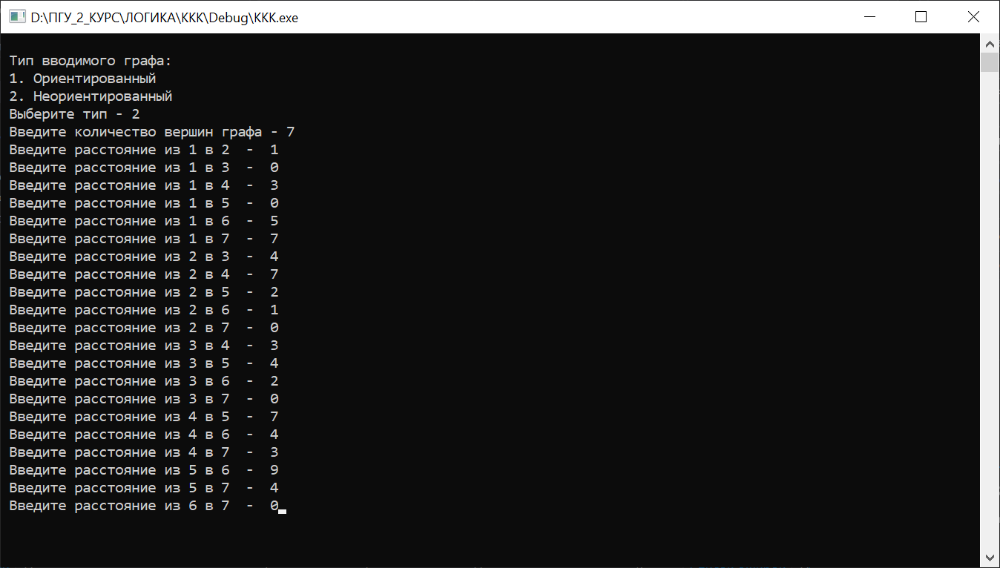 D:\ПГУ_2_КУРС\ЛОГИКА\ККК\Debug\ККК.exe
Тип вводимого графа:
1. Ориентированный
2. Неориентированный
Выберите тип - 2
Введите количество вершин графа - 7
Введите расстояние из 1 в 2  -  1
Введите расстояние из 1 в 3  -  0
Введите расстояние из 1 в 4  -  3
Введите расстояние из 1 в 5  -  0
Введите расстояние из 1 в 6  -  5
Введите расстояние из 1 в 7  -  7
Введите расстояние из 2 в 3  -  4
Введите расстояние из 2 в 4  -  7
Введите расстояние из 2 в 5  -  2
Введите расстояние из 2 в 6  -  1
Введите расстояние из 2 в 7  -  0
Введите расстояние из 3 в 4  -  3
Введите расстояние из 3 в 5  -  4
Введите расстояние из 3 в 6  -  2
Введите расстояние из 3 в 7  -  0
Введите расстояние из 4 в 5  -  7
Введите расстояние из 4 в 6  -  4
Введите расстояние из 4 в 7  -  3
Введите расстояние из 5 в 6  -  9
Введите расстояние из 5 в 7  -  4
Введите расстояние из 6 в 7  -  0